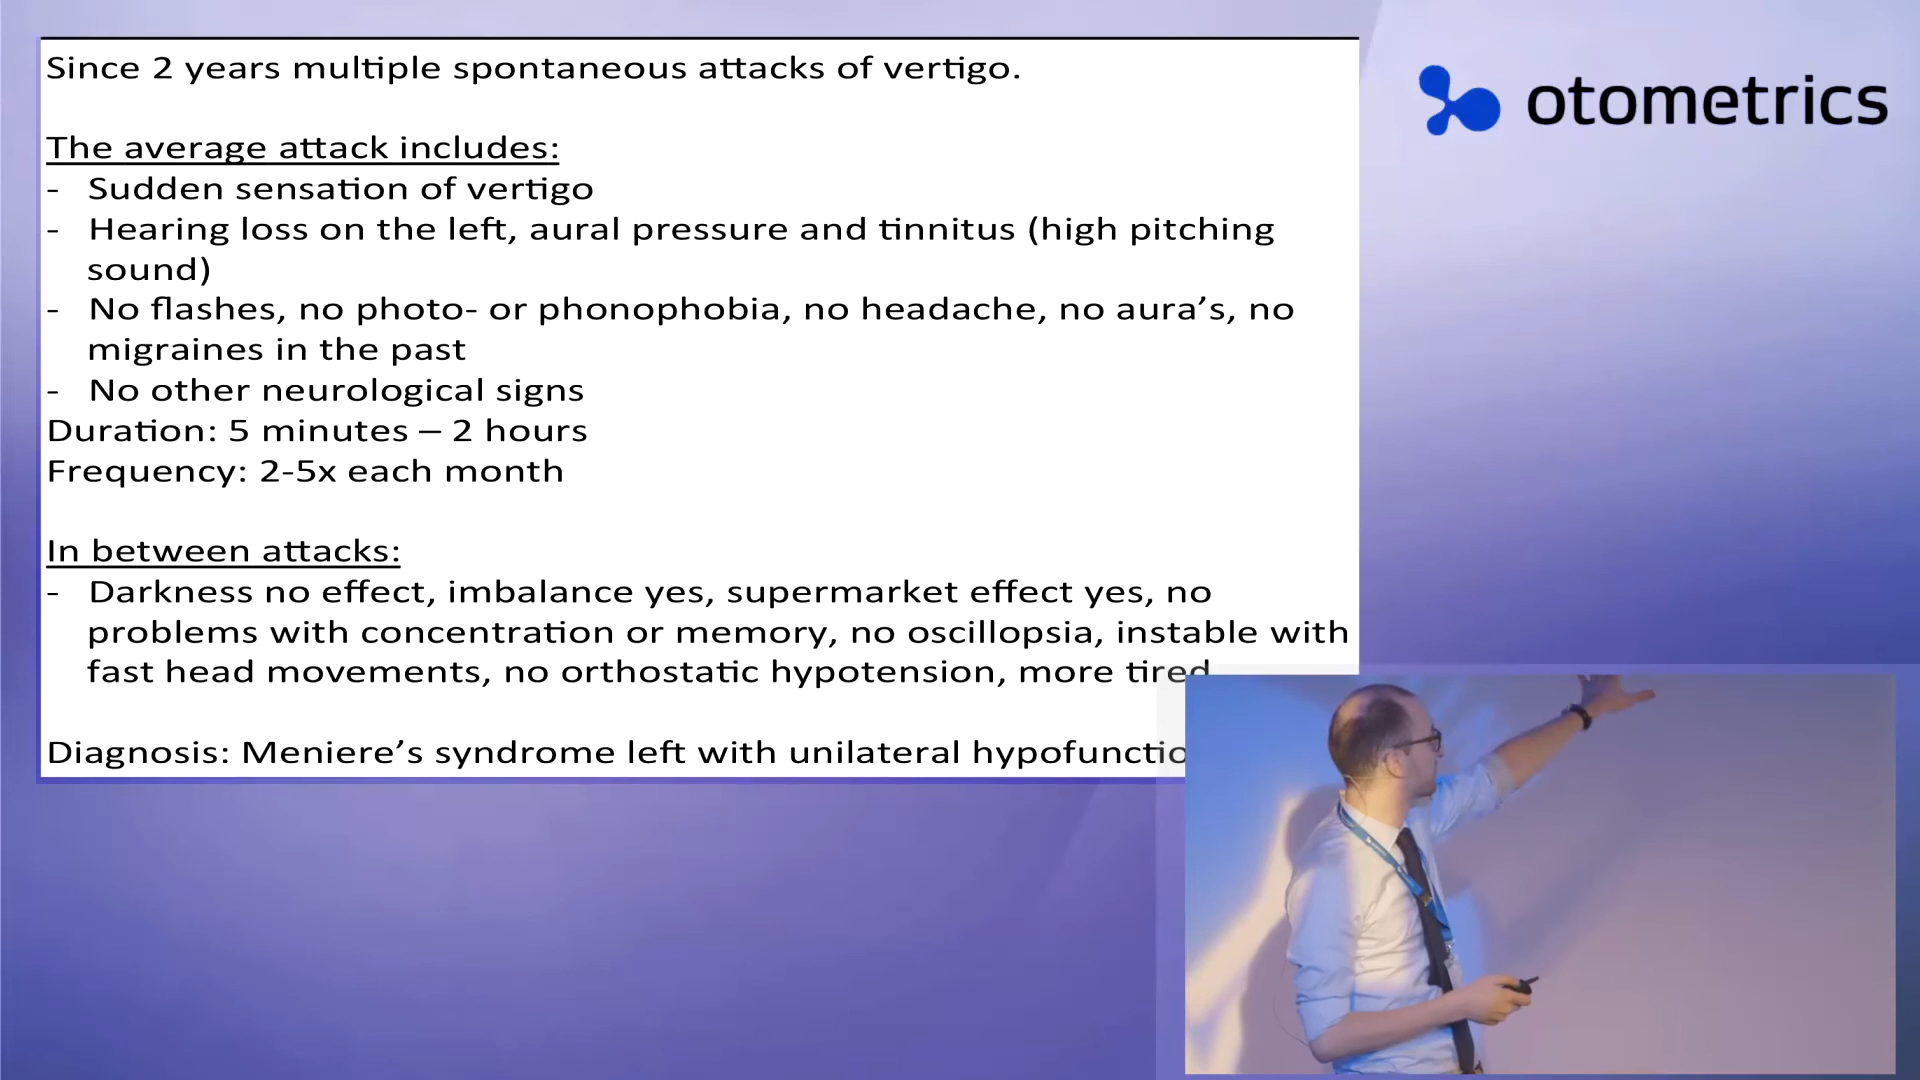 Since 2 years multiple spontaneous attacks of vertigo.
The average attack includes:
- Sudden sensation of vertigo
- Hearing loss on the left, aural pressure and tinnitus (high pitching
sound)
- No flashes, no photo- or phonophobia, no headache, no aura’s, no
migraines in the past
- No other neurological signs
Duration: 5 minutes – 2 hours
Frequency: 2-5x each month
In between attacks:
- Darkness no effect, imbalance yes, supermarket effect yes, no
problems with concentration or memory, no oscillopsia, instable with
fast head movements, no orthostatic hypotension, more tired
Diagnosis: Meniere’s syndrome left with unilateral hypofunctio
otometrics